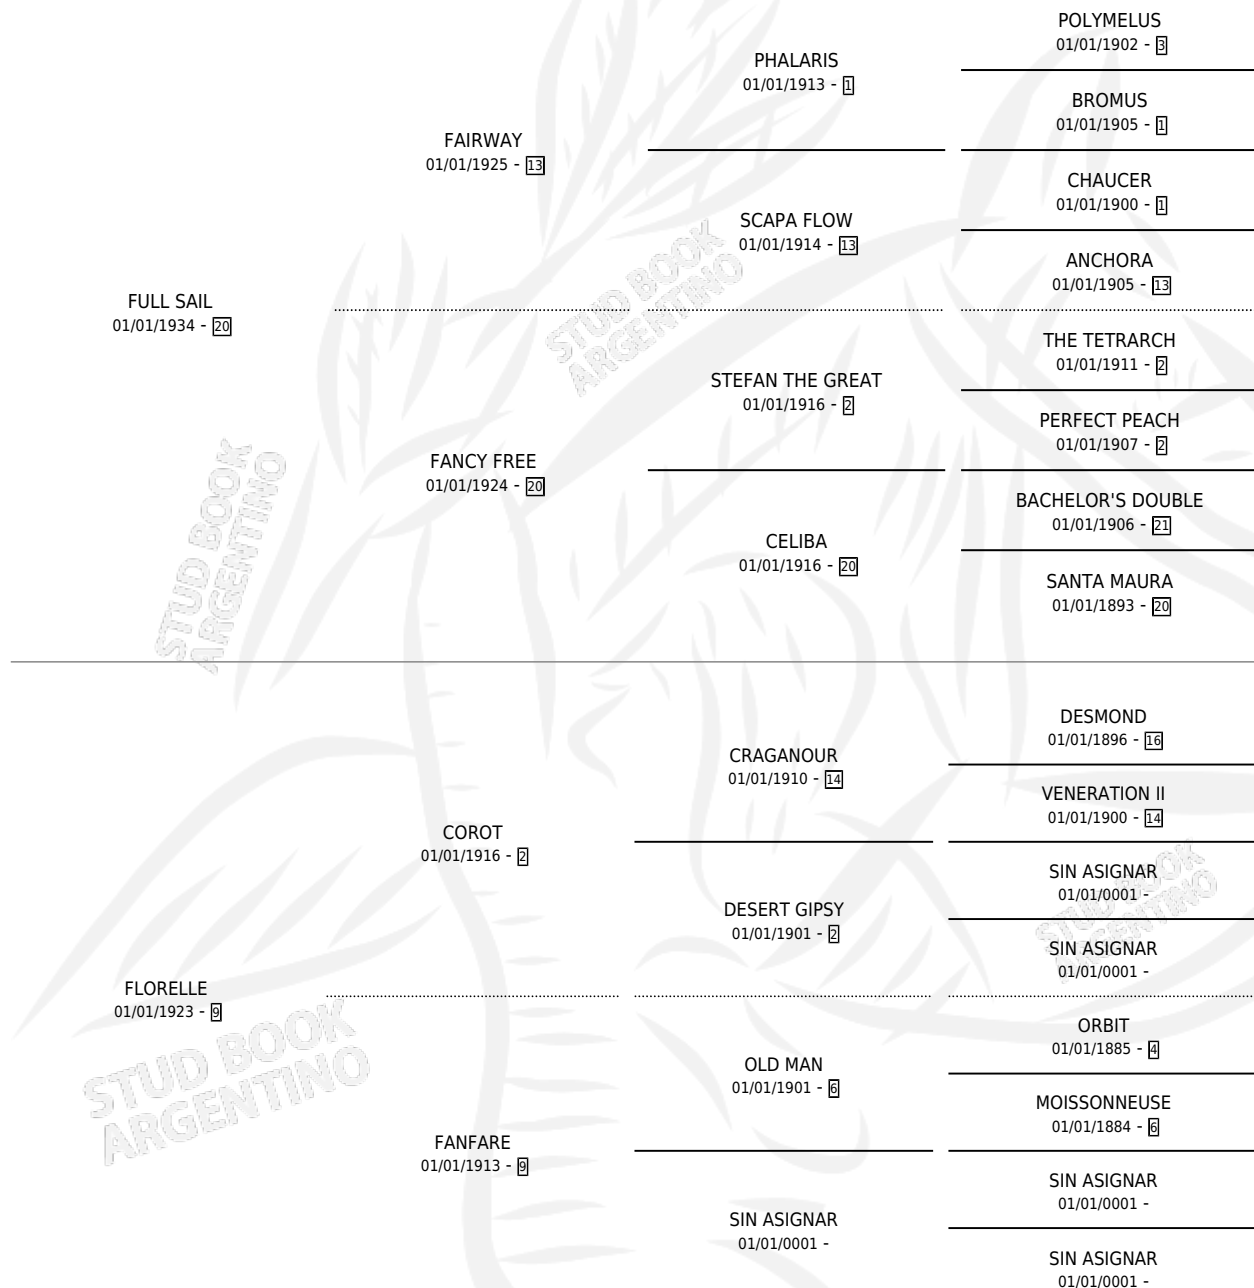 POLYMELUS
01/01/1902 - 3
PHALARIS
01/01/1913 - 1
BROMUS
01/01/1905 - 1
FAIRWAY
01/01/1925 - 13
CHAUCER
01/01/1900 - 1
SCAPA FLOW
01/01/1914 - 13
ANCHORA
01/01/1905 - 13
FULL SAIL
01/01/1934 - 20
THE TETRARCH
01/01/1911 - 2
STEFAN THE GREAT
01/01/1916 - 2
PERFECT PEACH
01/01/1907 - 2
FANCY FREE
01/01/1924 - 20
BACHELOR'S DOUBLE
01/01/1906 - 21
CELIBA
01/01/1916 - 20
SANTA MAURA
01/01/1893 - 20
DESMOND
01/01/1896 - 16
CRAGANOUR
01/01/1910 - 14
VENERATION II
01/01/1900 - 14
COROT
01/01/1916 - 2
SIN ASIGNAR
01/01/0001 -
DESERT GIPSY
01/01/1901 - 2
SIN ASIGNAR
01/01/0001 -
FLORELLE
01/01/1923 - 9
ORBIT
01/01/1885 - 4
OLD MAN
01/01/1901 - 6
MOISSONNEUSE
01/01/1884 - 6
FANFARE
01/01/1913 - 9
SIN ASIGNAR
01/01/0001 -
SIN ASIGNAR
01/01/0001 -
SIN ASIGNAR
01/01/0001 -
STUD BOOK
ARGENTINO
STUD BOOK
ARGENTINO
STUD BOOK
ARGENTINO
STUD BOOK
ARGENTINO